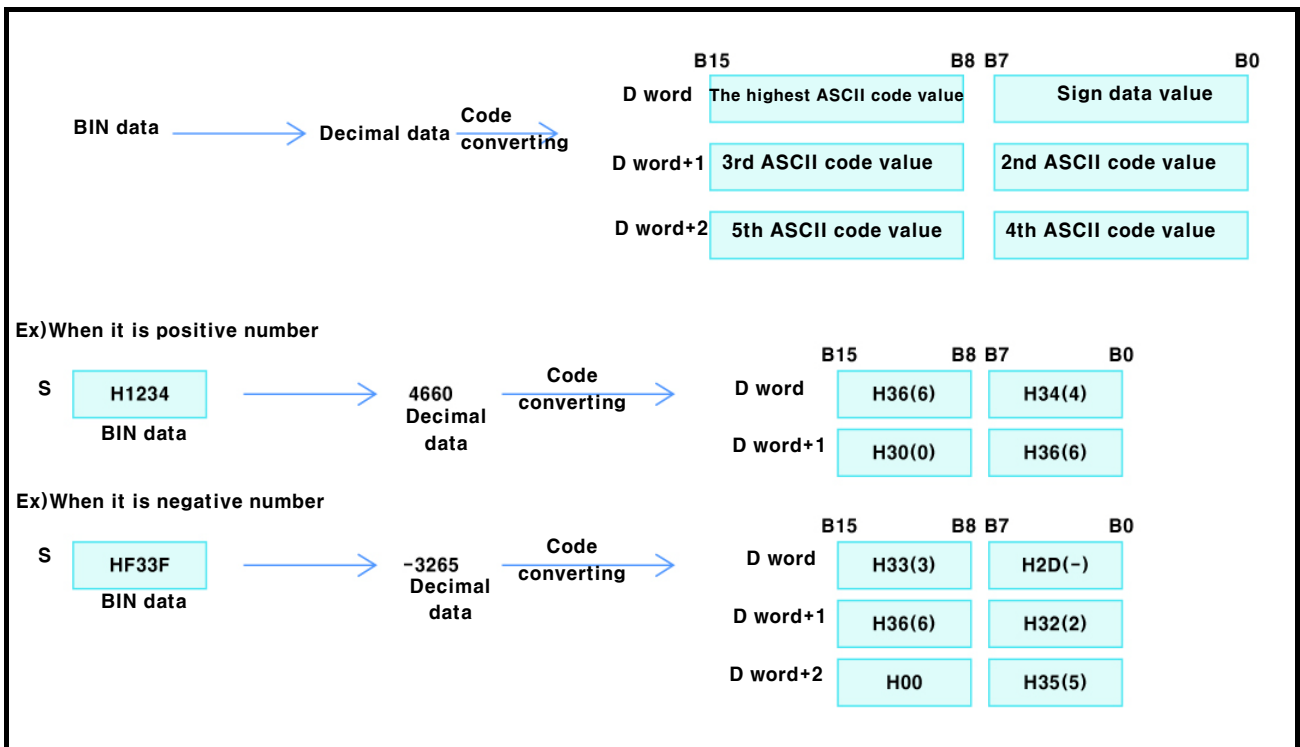 B15 B8 B7 B0
D word The highest ASCII code value Sign data value
BIN data Decimal data Code
converting
D word+1 3rd ASCII code value 2nd ASCII code value
D word+2 5th ASCII code value 4th ASCII code value
Ex)When it is positive number
B15 B8 B7 B0
S H1234 4660 Code
converting D word H36(6) H34(4)
BIN data Decimal
data
D word+1 H30(0) H36(6)
Ex)When it is negative number
B15 B8 B7 B0
S HF33F -3265 Code
converting D word H33(3) H2D(-)
BIN data Decimal
data
D word+1 H36(6) H32(2)
D word+2 H00 H35(5)